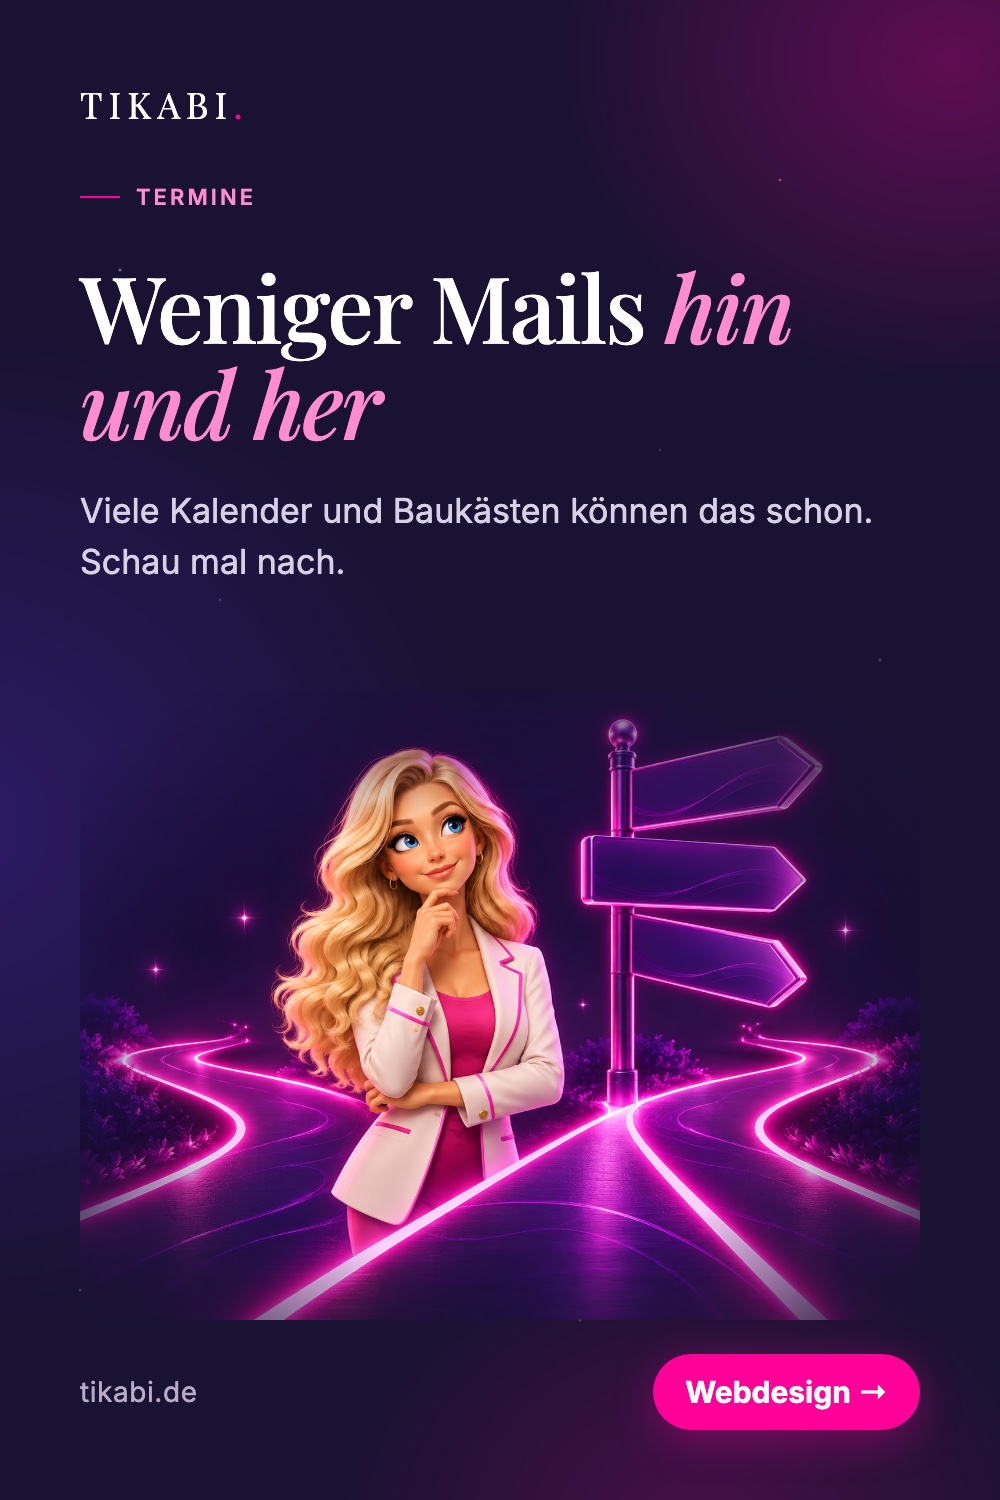 TIKABI.
TERMINE
Weniger Mails hin
und her
Viele Kalender und Baukästen können das schon.
Schau mal nach.
tikabi.de
Webdesign →